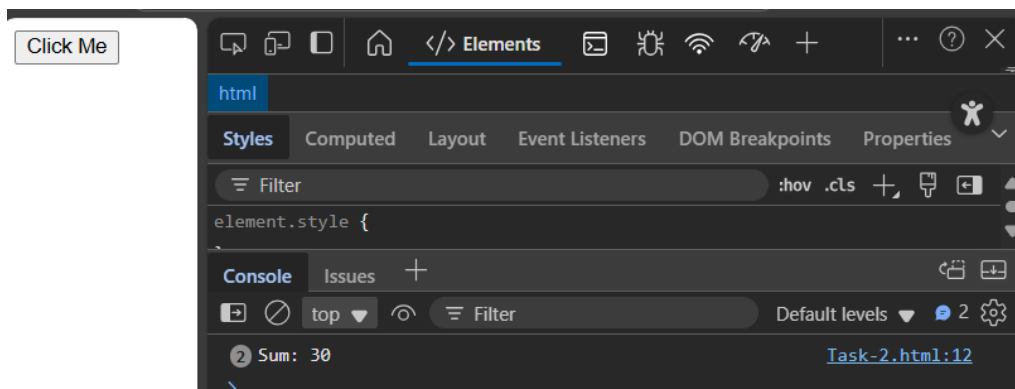 Click Me
</> Elements
html
Styles Computed Layout Event Listeners DOM Breakpoints Properties
Filter :hov .cls
element.style {
Console Issues
top Filter Default levels 2
2 Sum: 30 Task-2.html:12